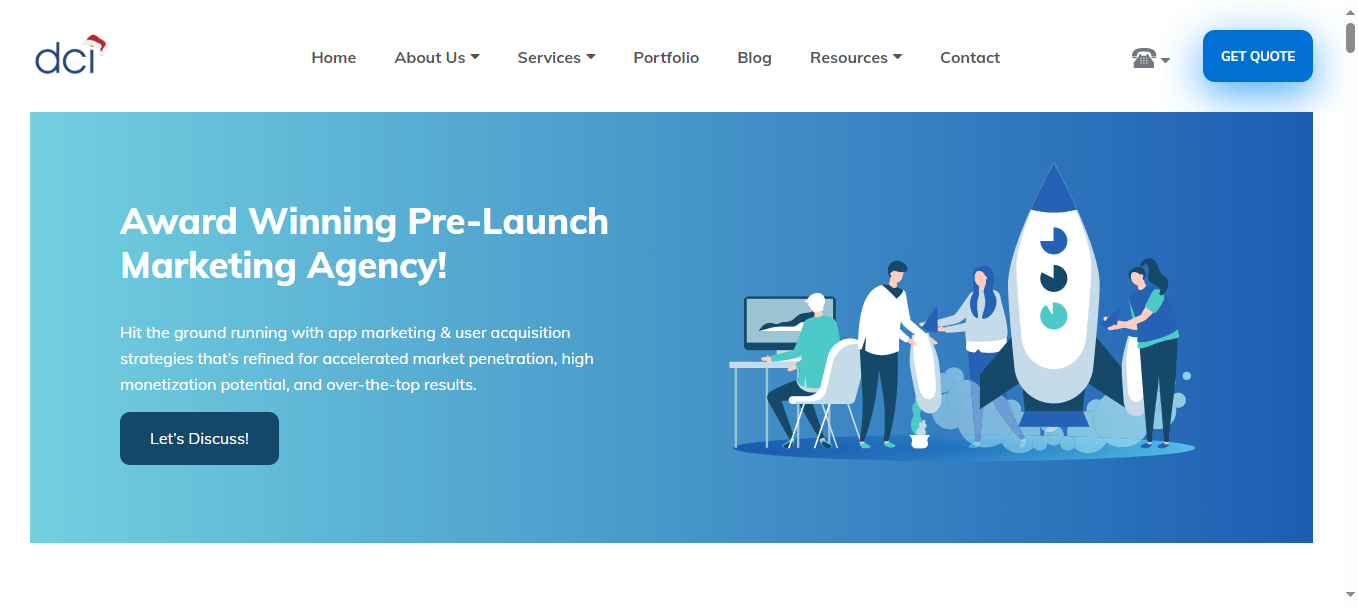 dci
Home About Us Services Portfolio Blog Resources Contact
GET QUOTE
Award Winning Pre-Launch
Marketing Agency!
Hit the ground running with app marketing & user acquisition
strategies that's refined for accelerated market penetration, high
monetization potential, and over-the-top results.
Let's Discuss!